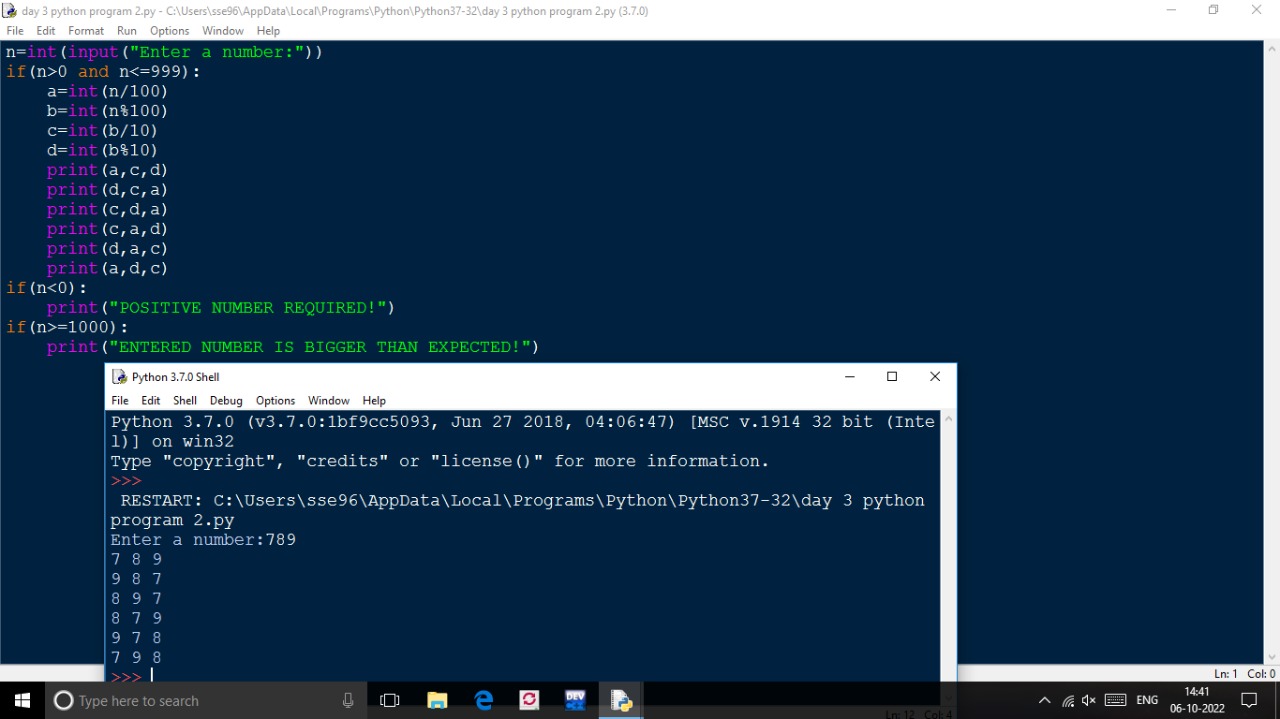 day 3 python program 2.py - C:\Users\sse96\AppData\Local\Programs\Python\Python37-32\day 3 python program 2.py (3.7.0)
File Edit Format Run Options Window Help
n=int(input("Enter a number:"))
if(n>0 and n<=999):
    a=int(n/100)
    b=int(n%100)
    c=int(b/10)
    d=int(b%10)
    print(a,c,d)
    print(d,c,a)
    print(c,d,a)
    print(c,a,d)
    print(d,a,c)
    print(a,d,c)
if(n<0):
    print("POSITIVE NUMBER REQUIRED!")
if(n>=1000):
    print("ENTERED NUMBER IS BIGGER THAN EXPECTED!")
Python 3.7.0 Shell
File Edit Shell Debug Options Window Help
Python 3.7.0 (v3.7.0:1bf9cc5093, Jun 27 2018, 04:06:47) [MSC v.1914 32 bit (Inte
l)] on win32
Type "copyright", "credits" or "license()" for more information.
>>>
 RESTART: C:\Users\sse96\AppData\Local\Programs\Python\Python37-32\day 3 python
program 2.py
Enter a number:789
7 8 9
9 8 7
8 9 7
8 7 9
9 7 8
7 9 8
>>>
Ln: 1 Col: 0
Type here to search
DEV
ENG
14:41
06-10-2022
Ln: 12 Col: 4